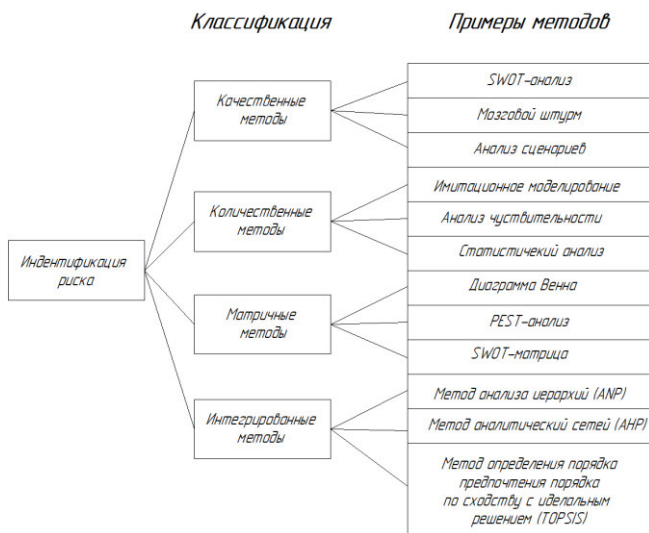 Классификация
Примеры методов
Индентификация
риска
Качественные
методы
SWOT-анализ
Мозговой штурм
Анализ сценариев
Количественные
методы
Имитационное моделирование
Анализ чуствительности
Статистичекий анализ
Матричные
методы
Диаграмма Венна
PEST-анализ
SWOT-матрица
Интегрированные
методы
Метод анализа иерархий (ANP)
Метод аналитический сетей (AHP)
Метод определения порядка
предпочтения порядка
по сходству с идеальным
решением (TOPSIS)